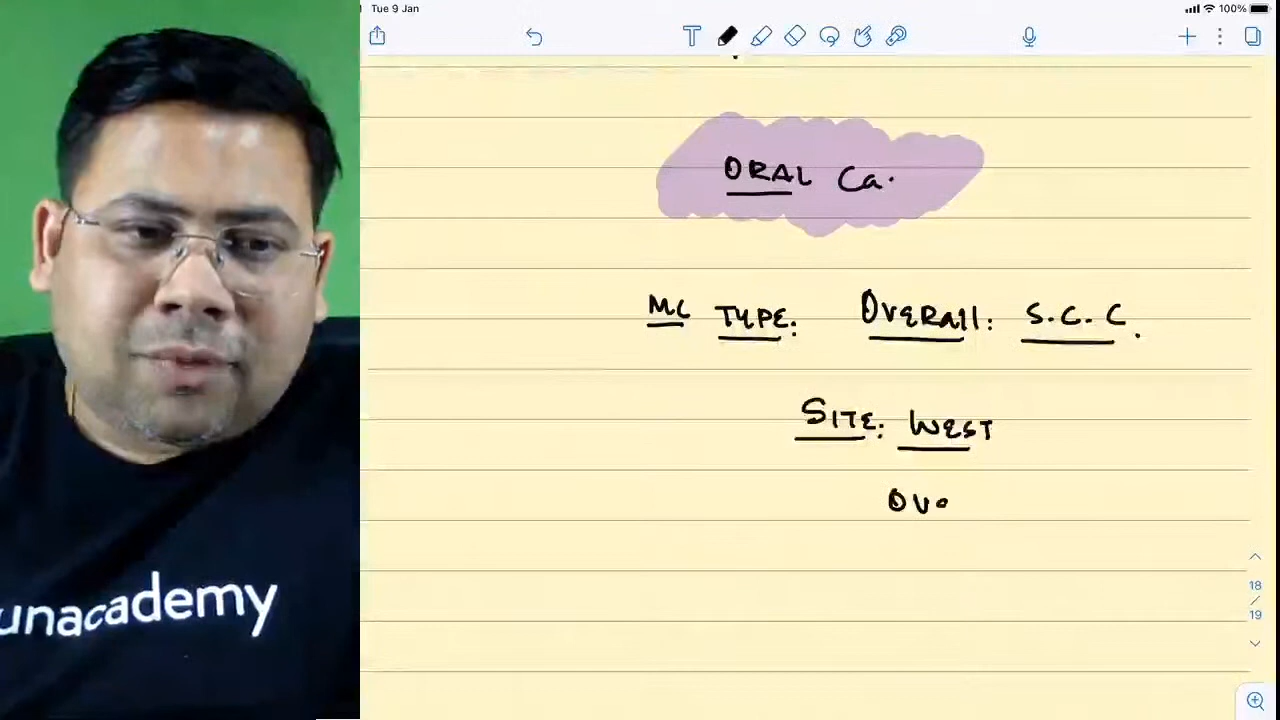 Tue 9 Jan
100%
T
ORAL Ca.
MC TYPE: OVERAll: S.C.C.
SITE: WEST
18
/
19
unacademy